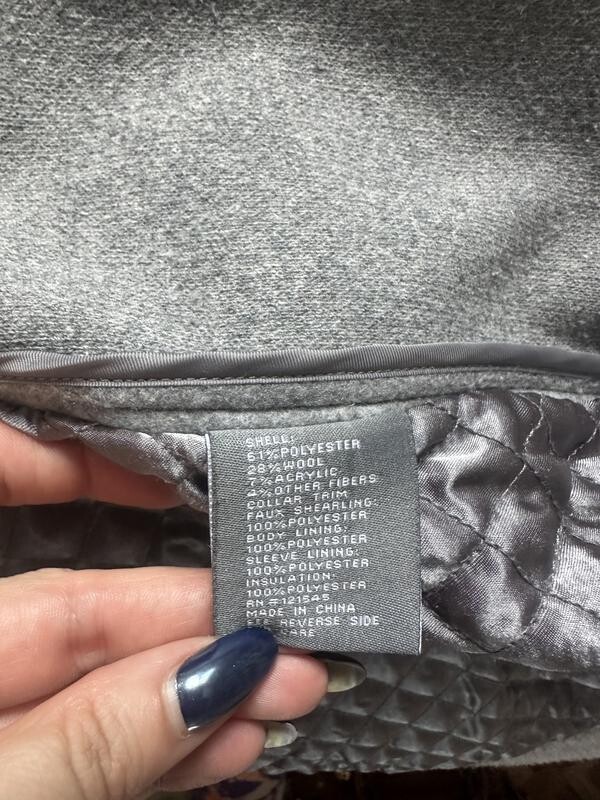 SHELL:
61%POLYESTER
28%WOOL
7%ACRYLIC
4%OTHER FIBERS
COLLAR TRIM
FAUX SHEARLING:
100%POLYESTER
BODY LINING:
100%POLYESTER
SLEEVE LINING:
100%POLYESTER
INSULATION:
100%POLYESTER
RN#121545
MADE IN CHINA
SEE REVERSE SIDE
CARE